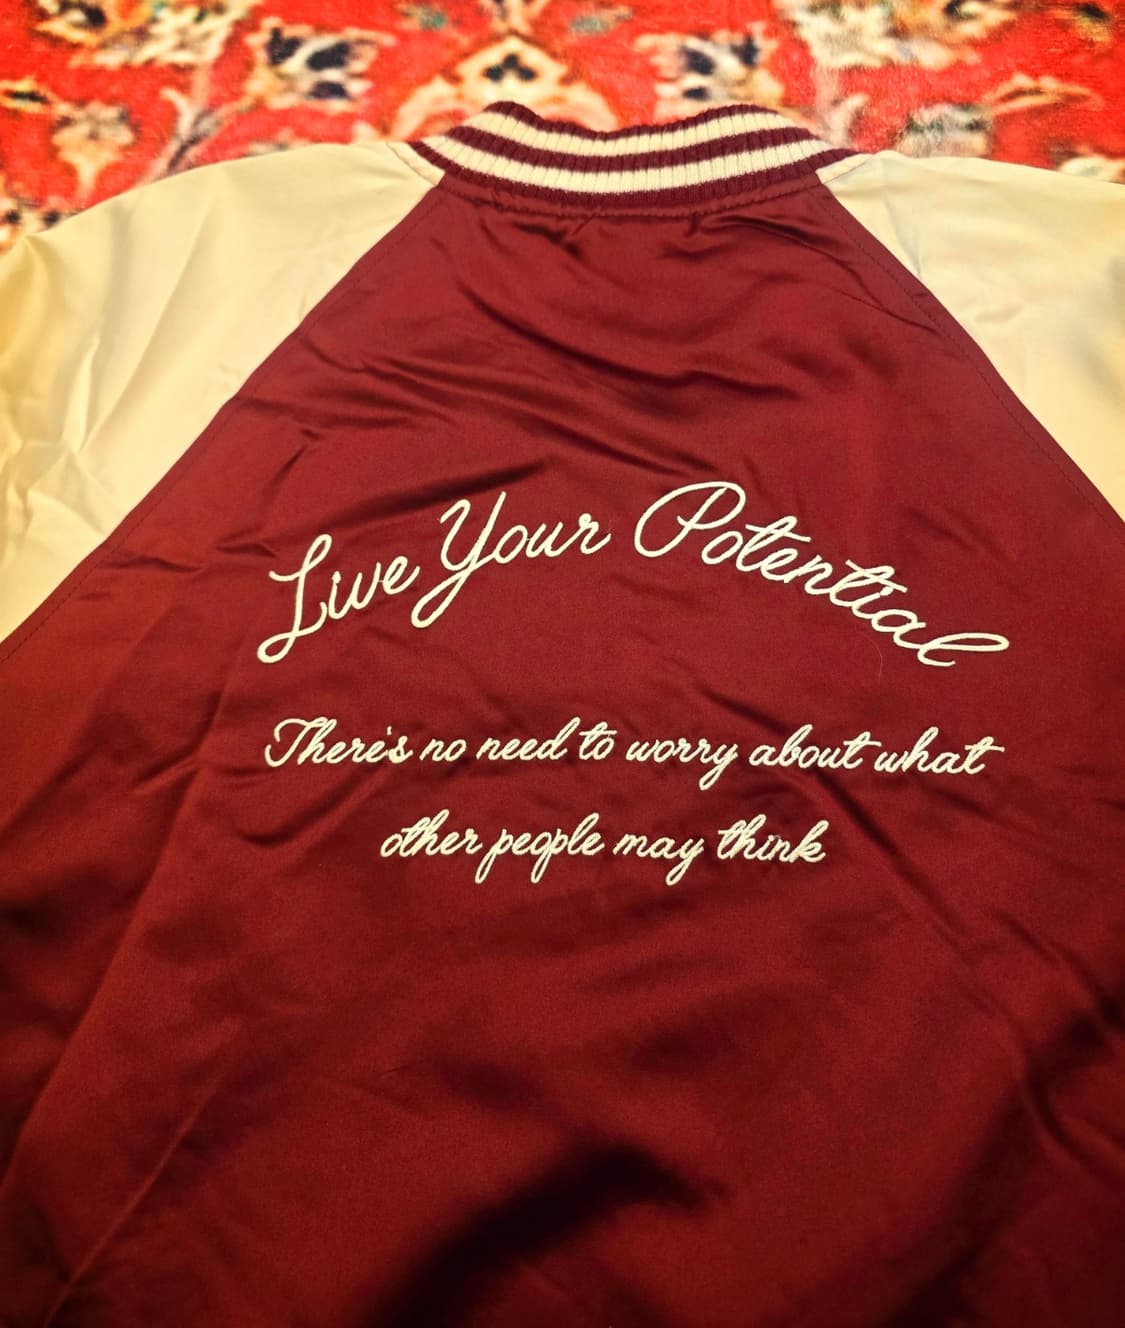 Live Your Potential
There's no need to worry about what
other people may think